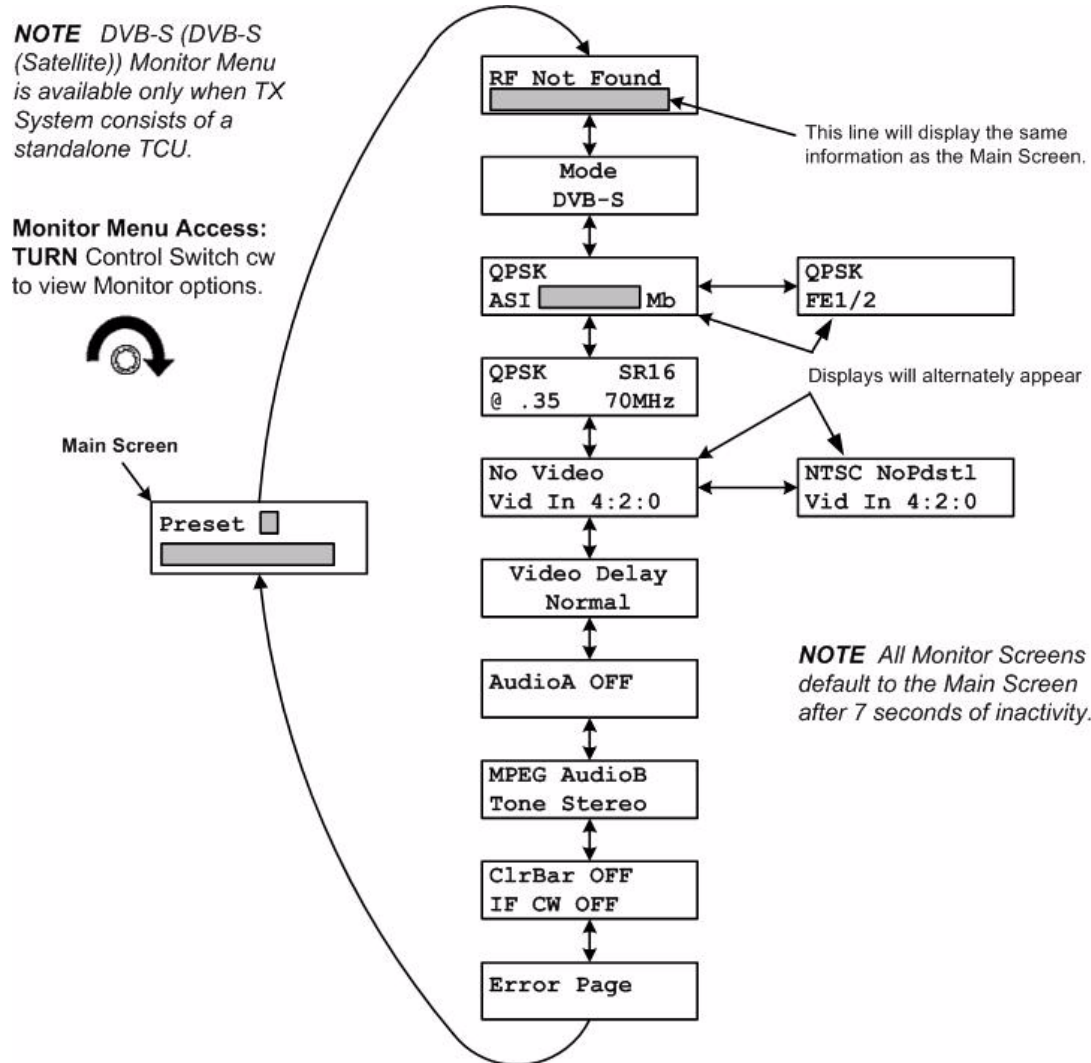 NOTE DVB-S (DVB-S
(Satellite)) Monitor Menu
is available only when TX
System consists of a
standalone TCU.
Monitor Menu Access:
TURN Control Switch cw
to view Monitor options.
Main Screen
Preset
RF Not Found
This line will display the same
information as the Main Screen.
Mode
DVB-S
QPSK
ASI Mb
QPSK
FE1/2
QPSK SR16
@ .35 70MHz
Displays will alternately appear
No Video
Vid In 4:2:0
NTSC NoPdstl
Vid In 4:2:0
Video Delay
Normal
AudioA OFF
NOTE All Monitor Screens
default to the Main Screen
after 7 seconds of inactivity.
MPEG AudioB
Tone Stereo
ClrBar OFF
IF CW OFF
Error Page